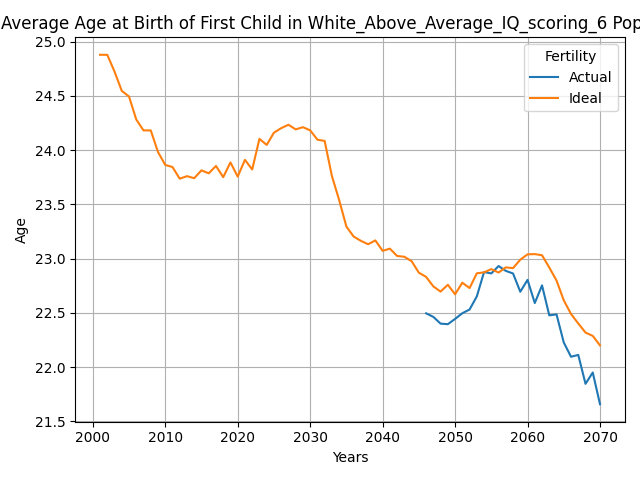 Average Age at Birth of First Child in White_Above_Average_IQ_scoring_6 Pop
25.0
24.5
24.0
23.5
23.0
22.5
22.0
21.5
Age
Fertility
Actual
Ideal
2000 2010 2020 2030 2040 2050 2060 2070
Years